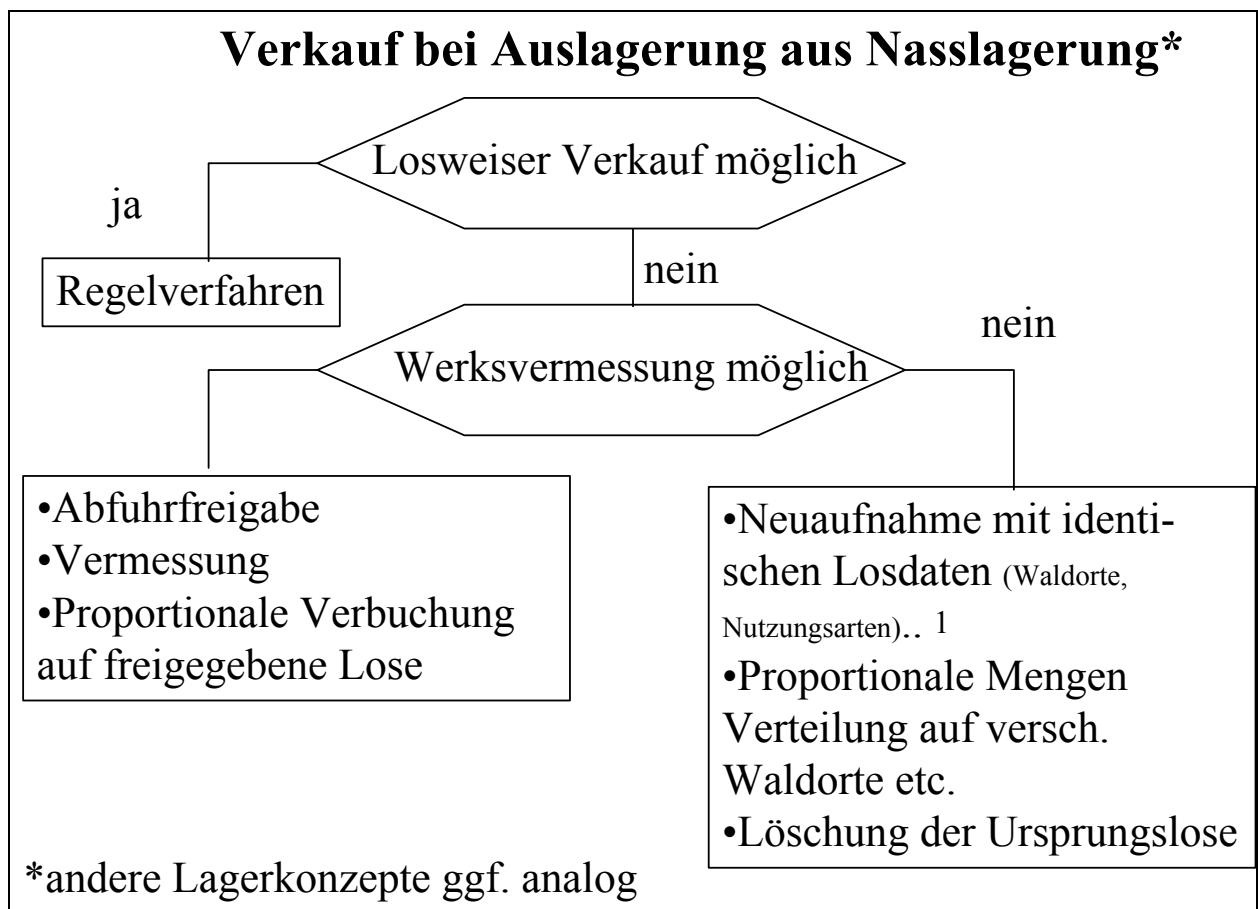 Verkauf bei Auslagerung aus Nasslagerung*
Losweiser Verkauf möglich
ja
nein
Regelverfahren
nein
Werksvermessung möglich
•Abfuhrfreigabe
•Vermessung
•Proportionale Verbuchung
auf freigegebene Lose
•Neuaufnahme mit identi-
schen Losdaten (Waldorte,
Nutzungsarten).. 1
•Proportionale Mengen
Verteilung auf versch.
Waldorte etc.
•Löschung der Ursprungslose
*andere Lagerkonzepte ggf. analog